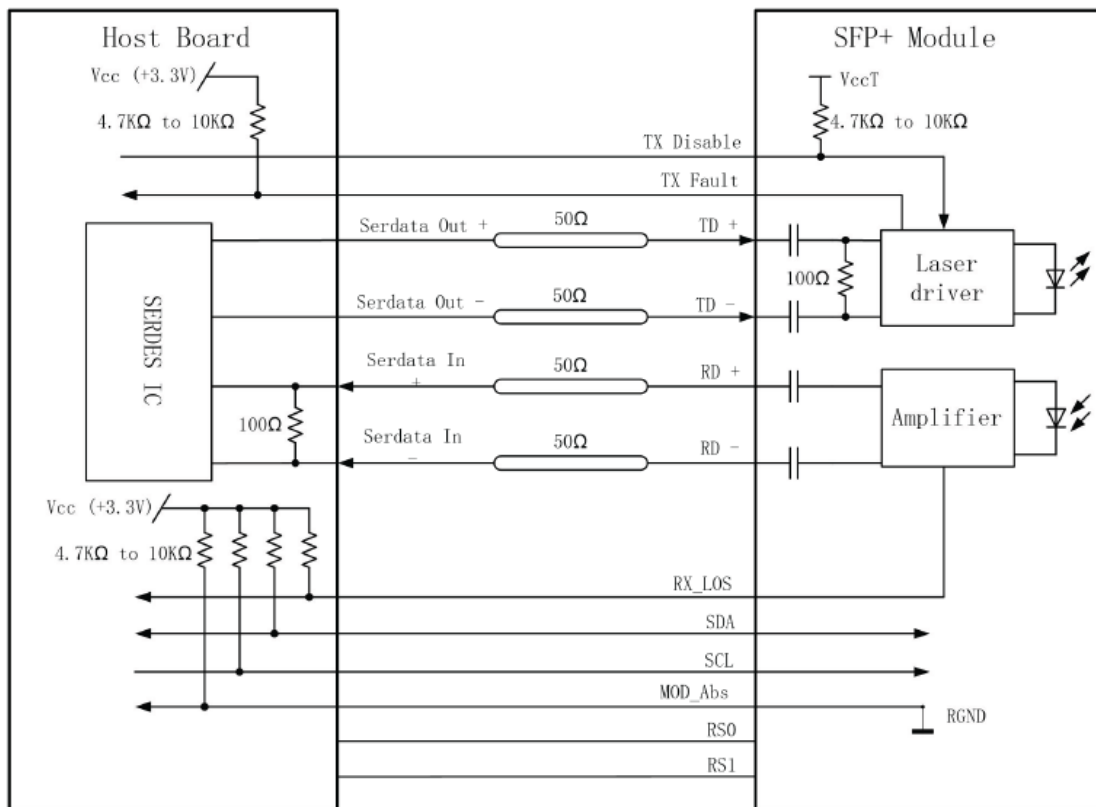 Host Board
SFP+ Module
Vcc (+3.3V)
VccT
4.7KΩ to 10KΩ
4.7KΩ to 10KΩ
TX Disable
TX Fault
Serdata Out +
50Ω
TD +
SERDES IC
100Ω
Laser
driver
Serdata Out -
50Ω
TD -
Serdata In
+
50Ω
RD +
100Ω
Amplifier
Serdata In
-
50Ω
RD -
Vcc (+3.3V)
4.7KΩ to 10KΩ
RX_LOS
SDA
SCL
MOD_Abs
RGND
RS0
RS1